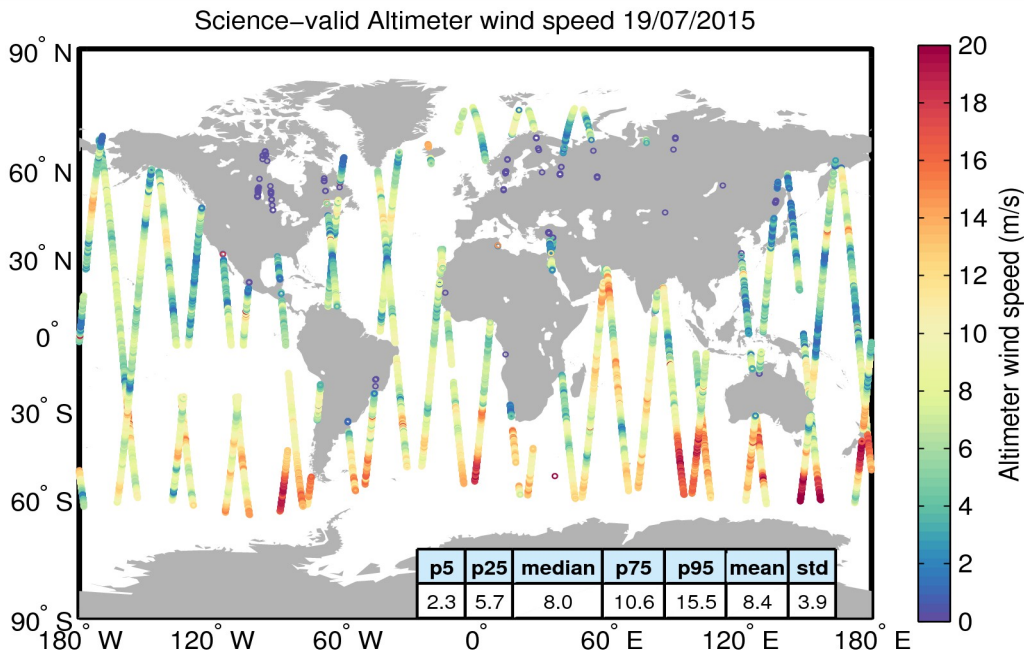 Science−valid Altimeter wind speed 19/07/2015
90° N
60° N
30° N
0°
30° S
60° S
90° S
180° W
120° W
60° W
0°
60° E
120° E
180° E
p5 p25 median p75 p95 mean std
2.3 5.7 8.0 10.6 15.5 8.4 3.9
20
18
16
14
12
10
8
6
4
2
0
Altimeter wind speed (m/s)